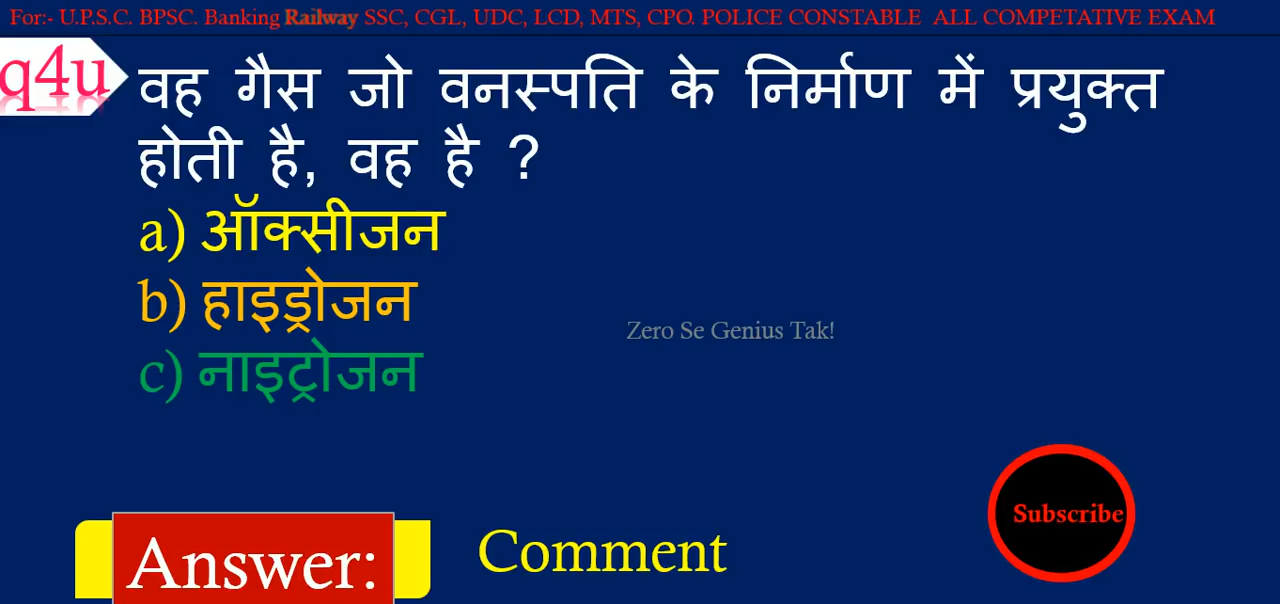 For:- U.P.S.C. BPSC. Banking Railway SSC, CGL, UDC, LCD, MTS, CPO. POLICE CONSTABLE ALL COMPETATIVE EXAM
q4u
वह गैस जो वनस्पति के निर्माण में प्रयुक्त
होती है, वह है ?
a) ऑक्सीजन
b) हाइड्रोजन
Zero Se Genius Tak!
c) नाइट्रोजन
Subscribe
Answer:
Comment